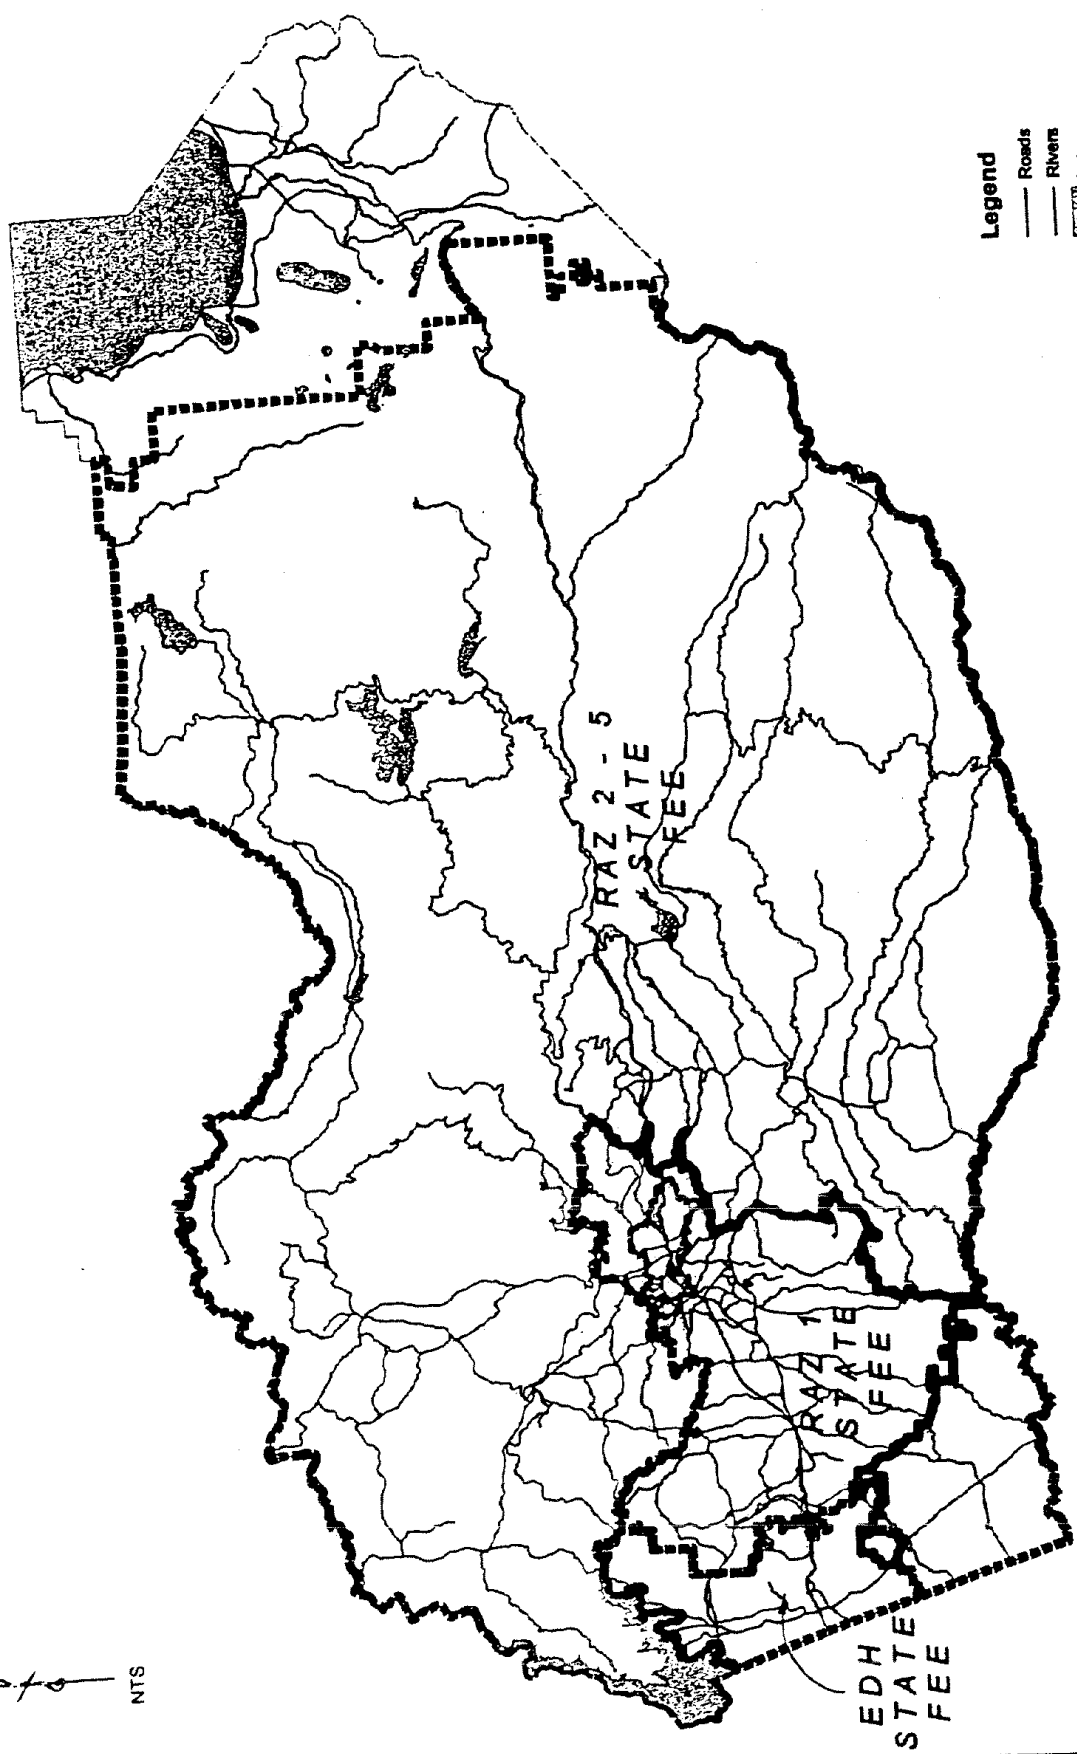 NTS
EDH
STATE
FEE
RAZ 1
STATE
FEE
RAZ 2 - 5
STATE
FEE
Legend
Roads
Rivers